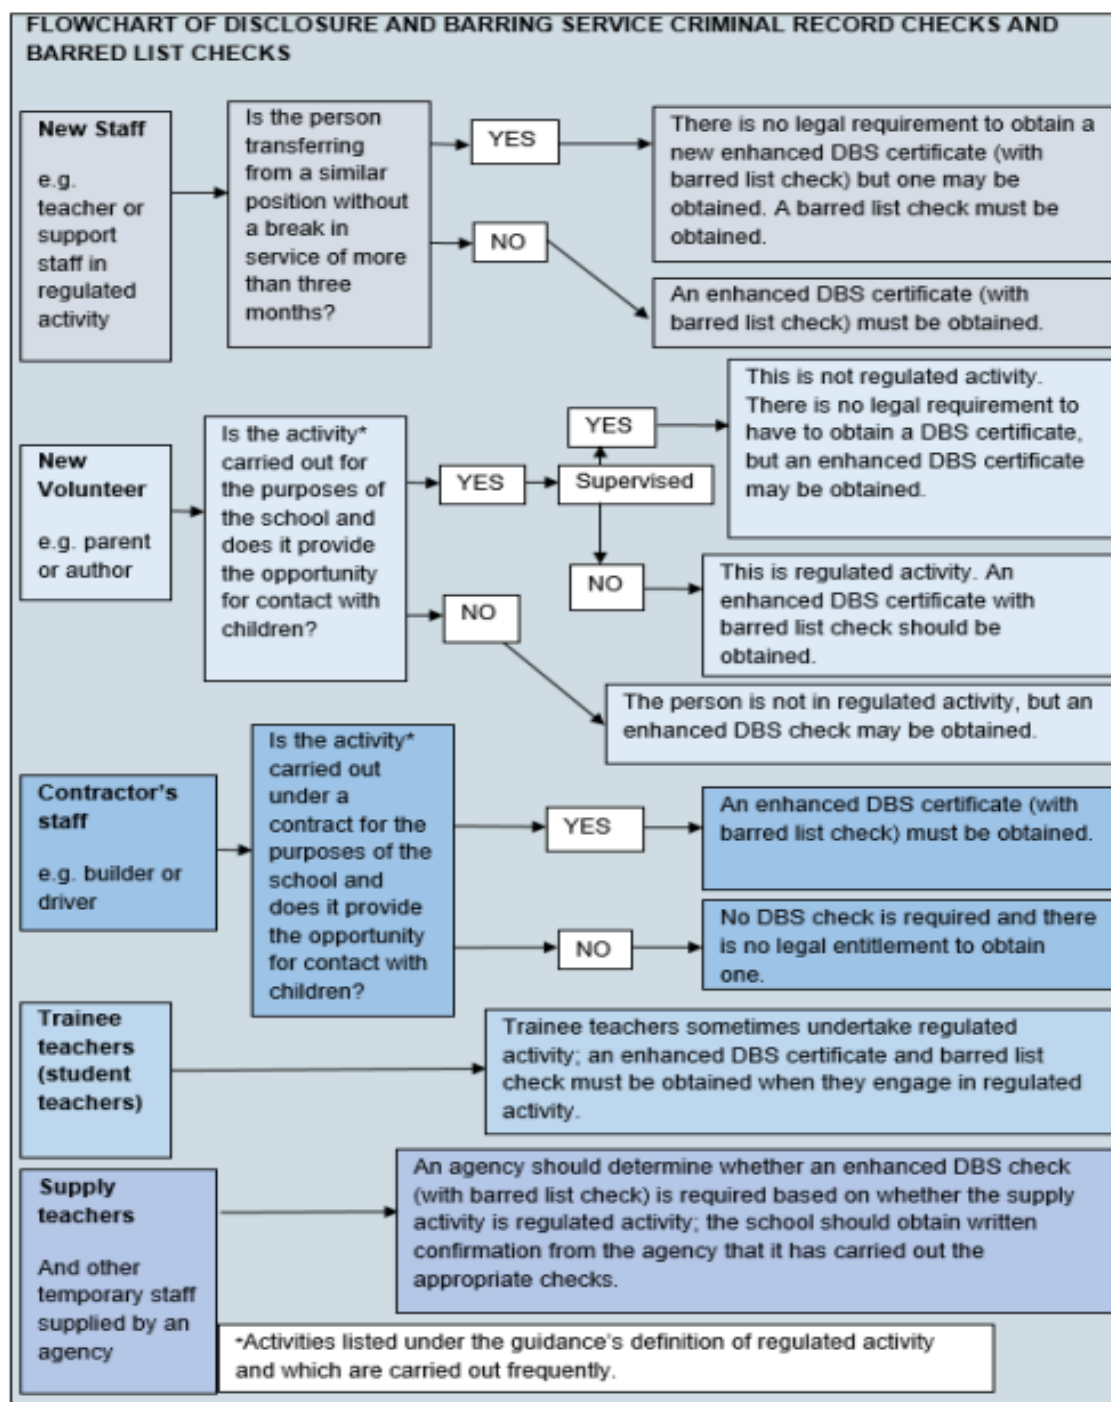 FLOWCHART OF DISCLOSURE AND BARRING SERVICE CRIMINAL RECORD CHECKS AND
BARRED LIST CHECKS
New Staff
e.g.
teacher or
support
staff in
regulated
activity
Is the person
transferring
from a similar
position without
a break in
service of more
than three
months?
YES
There is no legal requirement to obtain a
new enhanced DBS certificate (with
barred list check) but one may be
obtained. A barred list check must be
obtained.
NO
An enhanced DBS certificate (with
barred list check) must be obtained.
New
Volunteer
e.g. parent
or author
Is the activity*
carried out for
the purposes of
the school and
does it provide
the opportunity
for contact with
children?
YES
Supervised
YES
This is not regulated activity.
There is no legal requirement to
have to obtain a DBS certificate,
but an enhanced DBS certificate
may be obtained.
NO
This is regulated activity. An
enhanced DBS certificate with
barred list check should be
obtained.
NO
The person is not in regulated activity, but an
enhanced DBS check may be obtained.
Contractor's
staff
e.g. builder or
driver
Is the activity*
carried out
under a
contract for the
purposes of the
school and
does it provide
the opportunity
for contact with
children?
YES
An enhanced DBS certificate (with
barred list check) must be obtained.
NO
No DBS check is required and there
is no legal entitlement to obtain
one.
Trainee
teachers
(student
teachers)
Trainee teachers sometimes undertake regulated
activity; an enhanced DBS certificate and barred list
check must be obtained when they engage in regulated
activity.
Supply
teachers
And other
temporary staff
supplied by an
agency
An agency should determine whether an enhanced DBS check
(with barred list check) is required based on whether the supply
activity is regulated activity; the school should obtain written
confirmation from the agency that it has carried out the
appropriate checks.
*Activities listed under the guidance's definition of regulated activity
and which are carried out frequently.